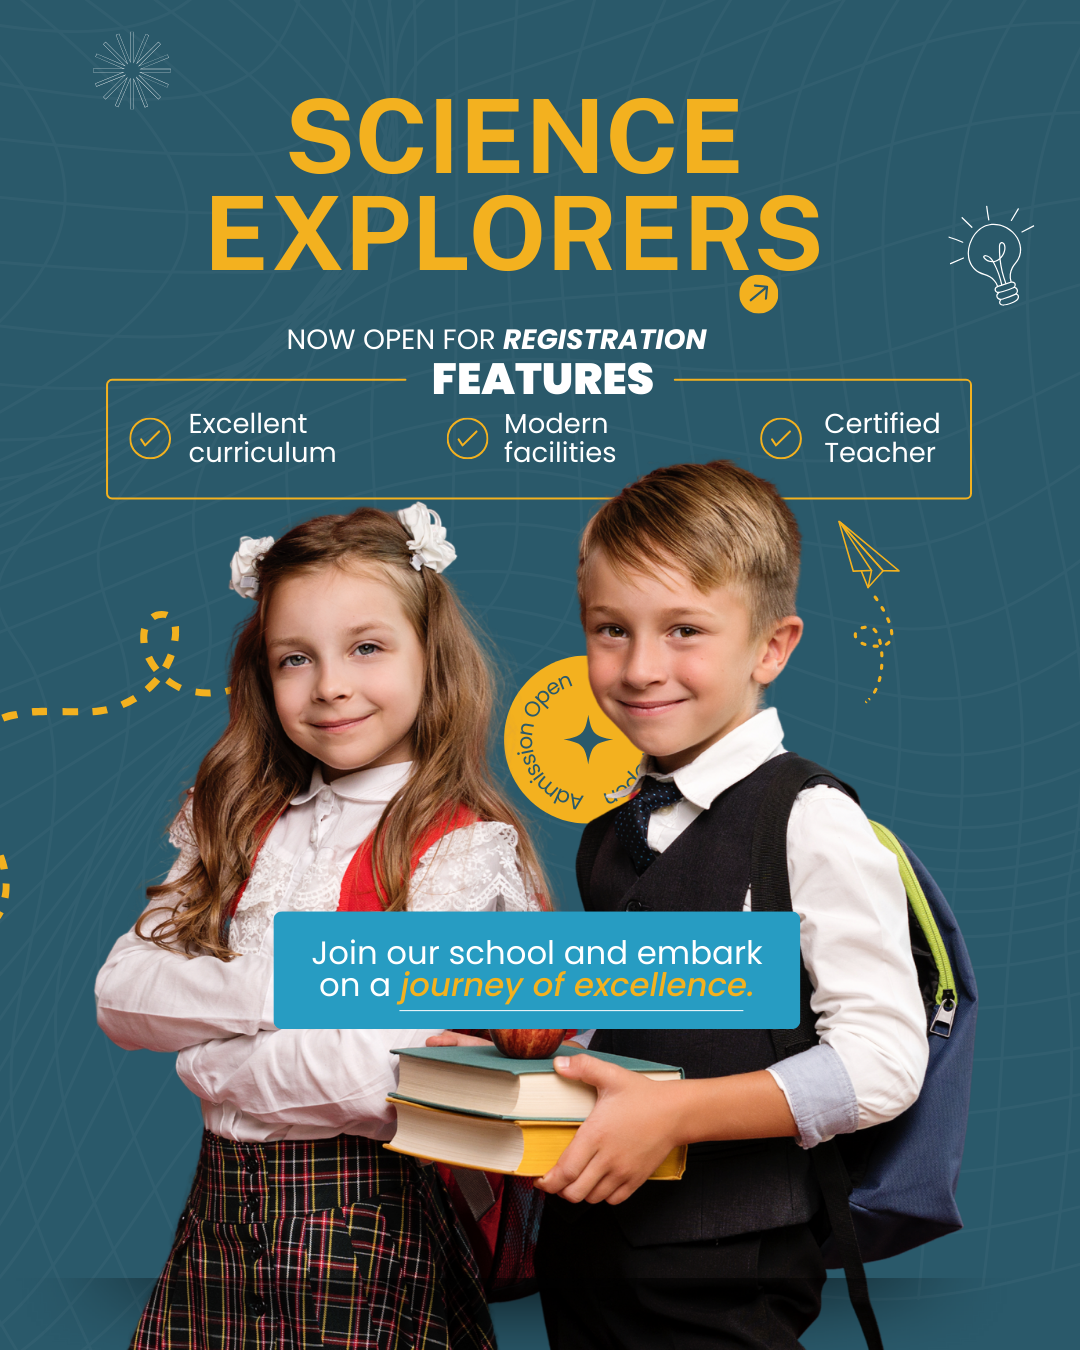 SCIENCE
EXPLORERS
NOW OPEN FOR REGISTRATION
FEATURES
Excellent
curriculum
Modern
facilities
Certified
Teacher
Admission Open
Join our school and embark
on a journey of excellence.